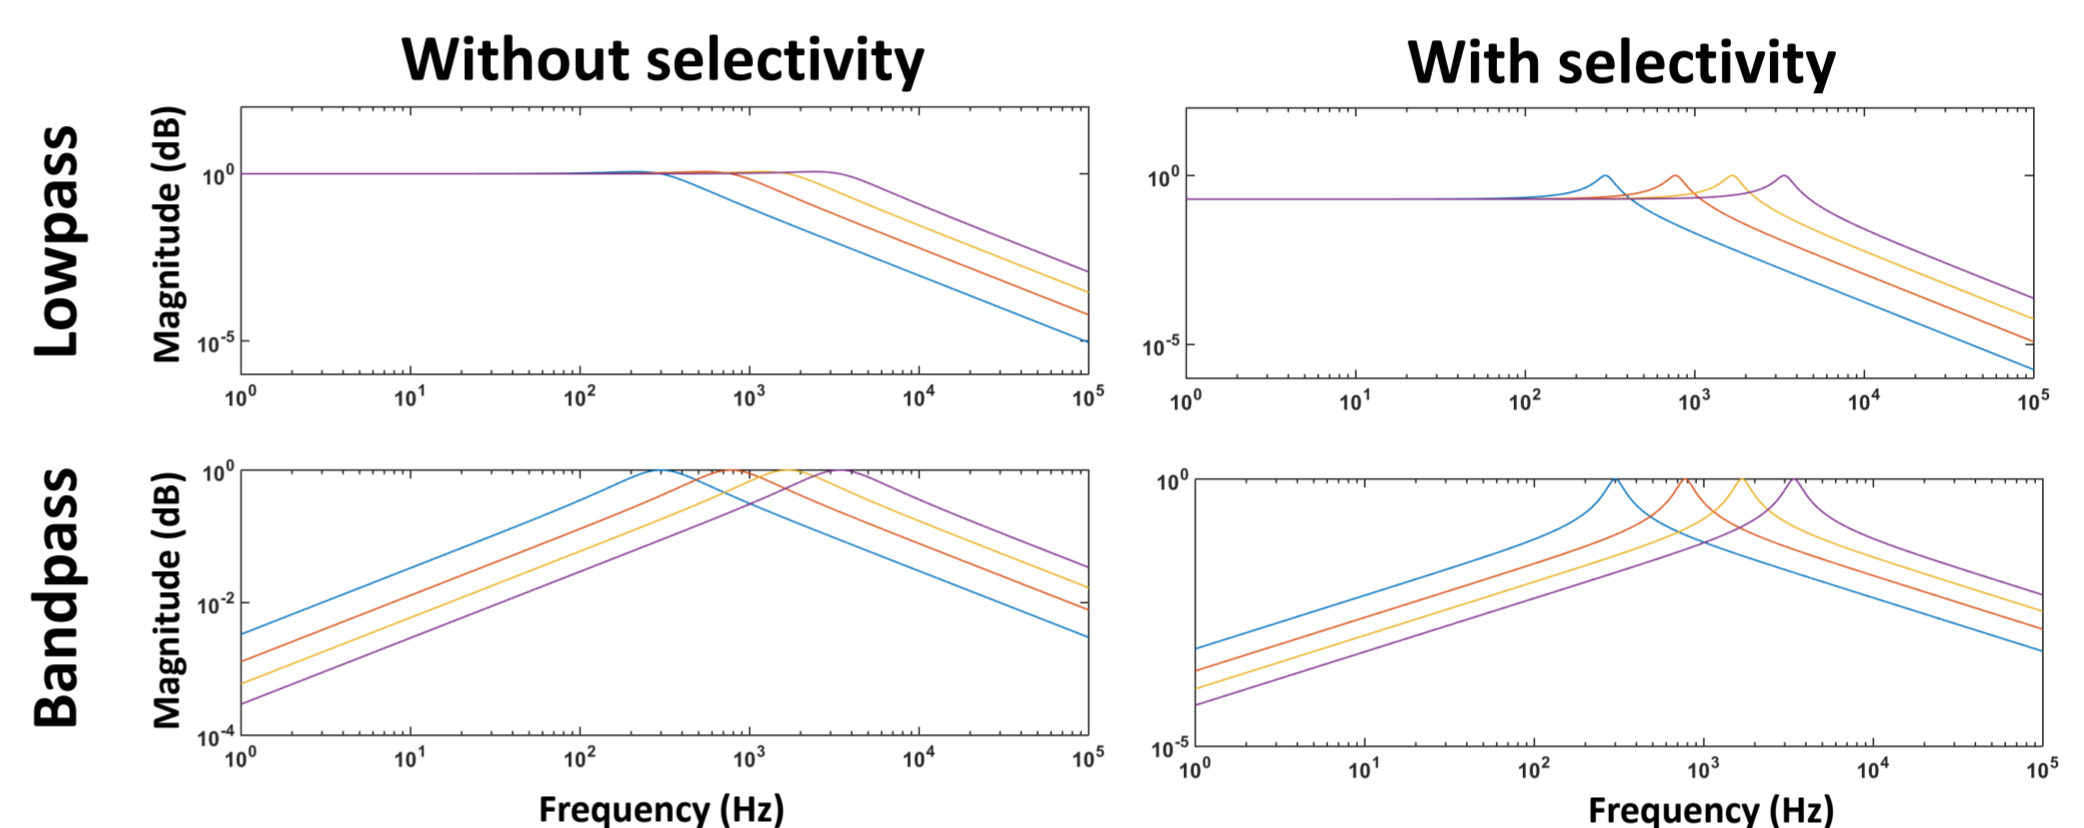 Without selectivity
With selectivity
Lowpass
Magnitude (dB)
10^0
10^-5
10^0 10^1 10^2 10^3 10^4 10^5
10^0
10^-5
10^0 10^1 10^2 10^3 10^4 10^5
Bandpass
Magnitude (dB)
10^0
10^-2
10^-4
10^0 10^1 10^2 10^3 10^4 10^5
Frequency (Hz)
10^0
10^-5
10^0 10^1 10^2 10^3 10^4 10^5
Frequency (Hz)